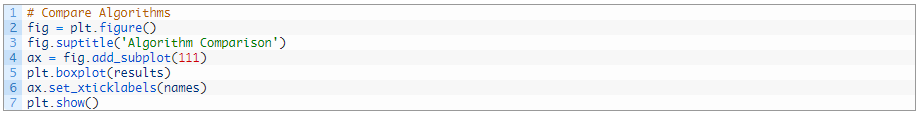 1 # Compare Algorithms
2 fig = plt.figure()
3 fig.suptitle('Algorithm Comparison')
4 ax = fig.add_subplot(111)
5 plt.boxplot(results)
6 ax.set_xticklabels(names)
7 plt.show()